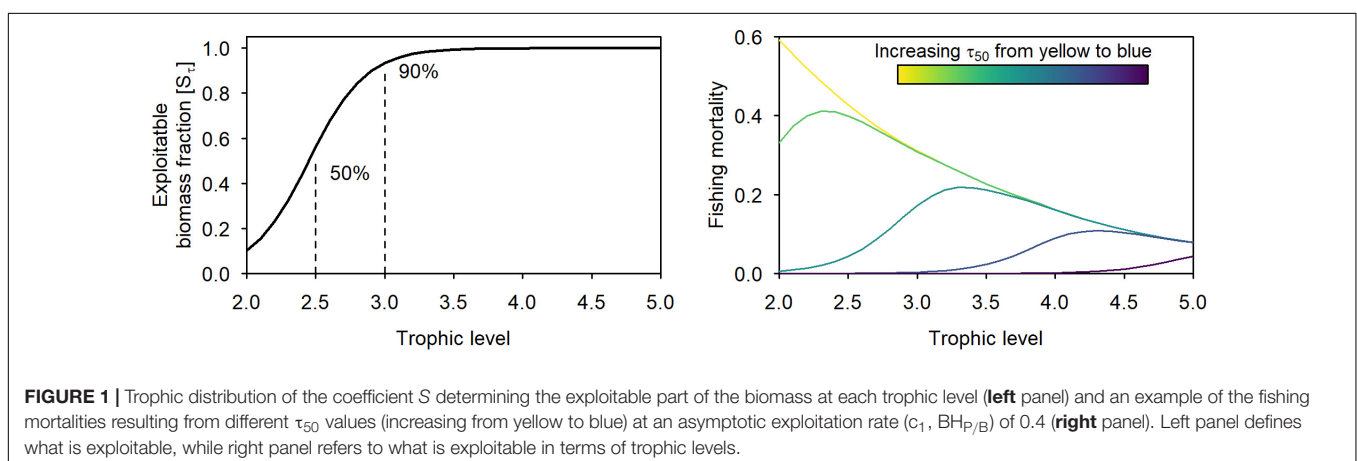 1.0
0.8
0.6
0.4
0.2
0.0
Exploitable
biomass fraction [Sτ]
90%
50%
2.0 2.5 3.0 3.5 4.0 4.5 5.0
Trophic level
0.6
0.4
0.2
0.0
Fishing mortality
Increasing τ50 from yellow to blue
2.0 2.5 3.0 3.5 4.0 4.5 5.0
Trophic level
FIGURE 1 | Trophic distribution of the coefficient S determining the exploitable part of the biomass at each trophic level (left panel) and an example of the fishing
mortalities resulting from different τ50 values (increasing from yellow to blue) at an asymptotic exploitation rate (c1, BHP/B) of 0.4 (right panel). Left panel defines
what is exploitable, while right panel refers to what is exploitable in terms of trophic levels.